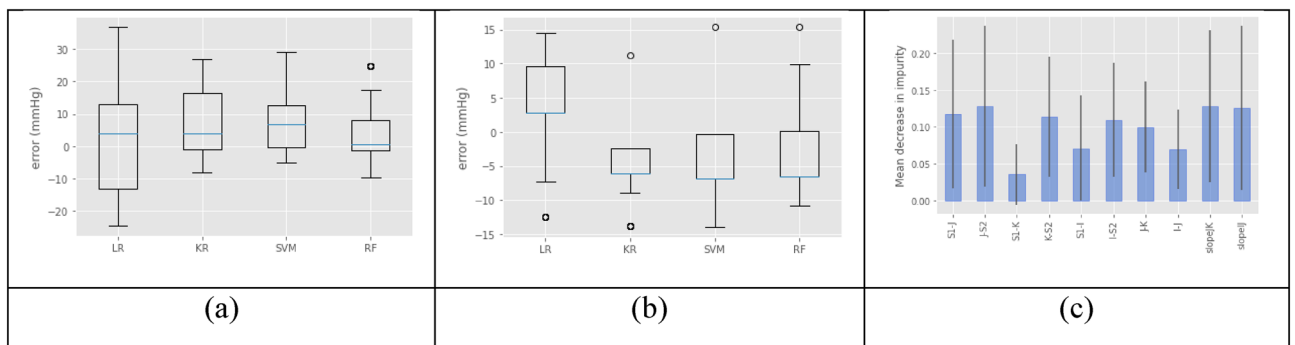 error (mmHg)
30
20
10
0
−10
−20
LR KR SVM RF
error (mmHg)
15
10
5
0
−5
−10
−15
LR KR SVM RF
Mean decrease in impurity
0.20
0.15
0.10
0.05
0.00
S1-J J-S2 S1-K K-S2 S1-I I-S2 J-K I-J slopeJK slopeIJ
(a) (b) (c)